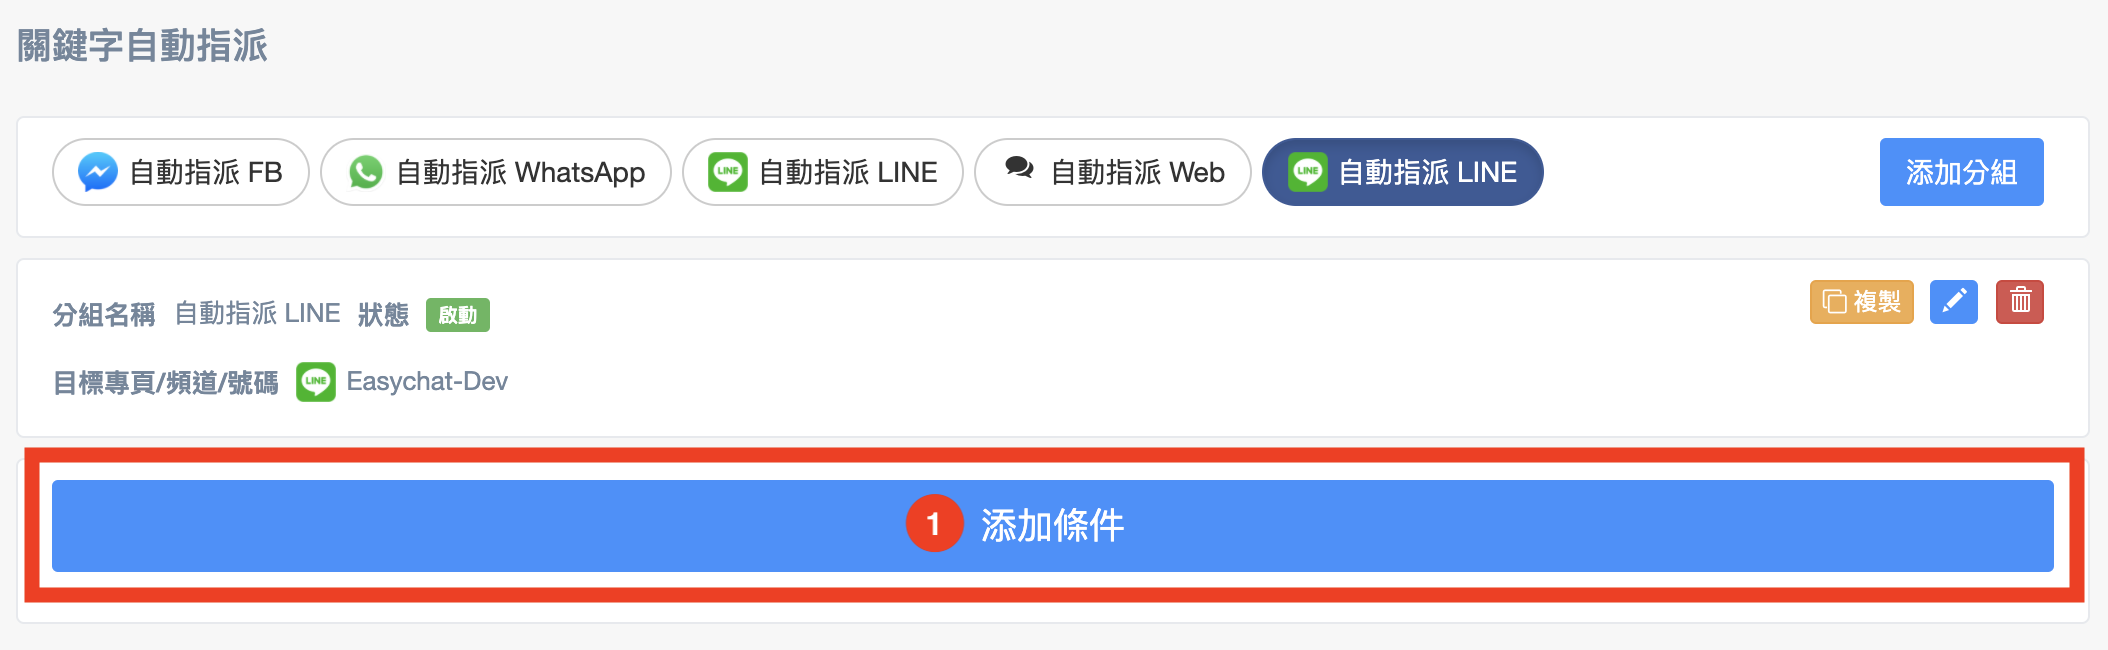 關鍵字自動指派
自動指派 FB 自動指派 WhatsApp LINE 自動指派 LINE 自動指派 Web LINE 自動指派 LINE 添加分組
分組名稱 自動指派 LINE 狀態 啟動 複製
目標專頁/頻道/號碼 LINE Easychat-Dev
1 添加條件